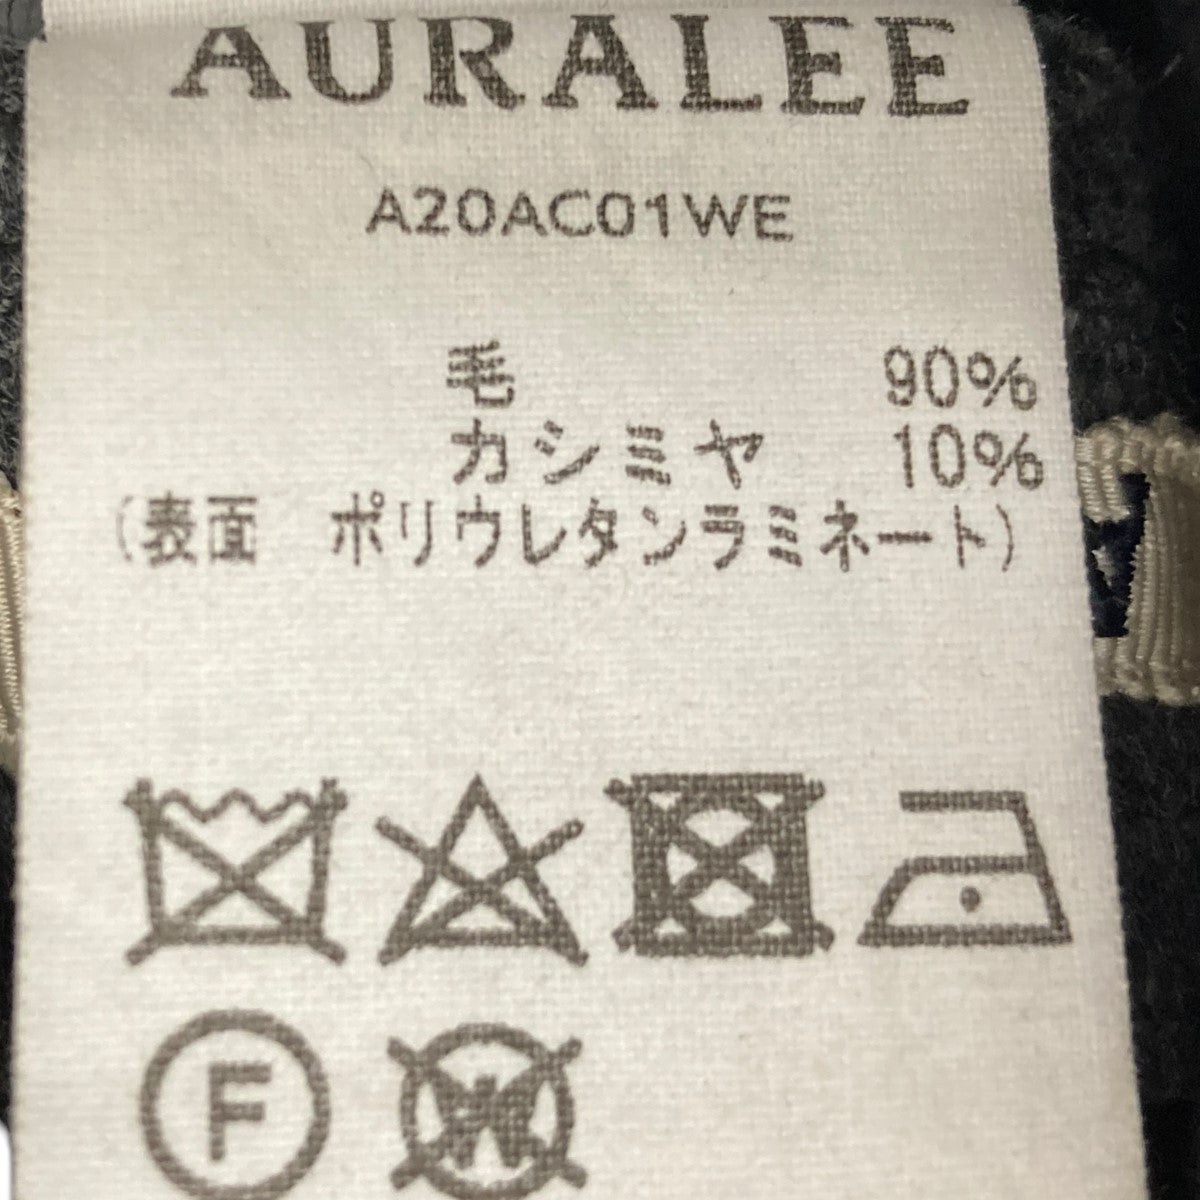 AURALEE
A20AC01WE
毛 90%
カシミヤ 10%
(表面 ポリウレタンラミネート)
F
W